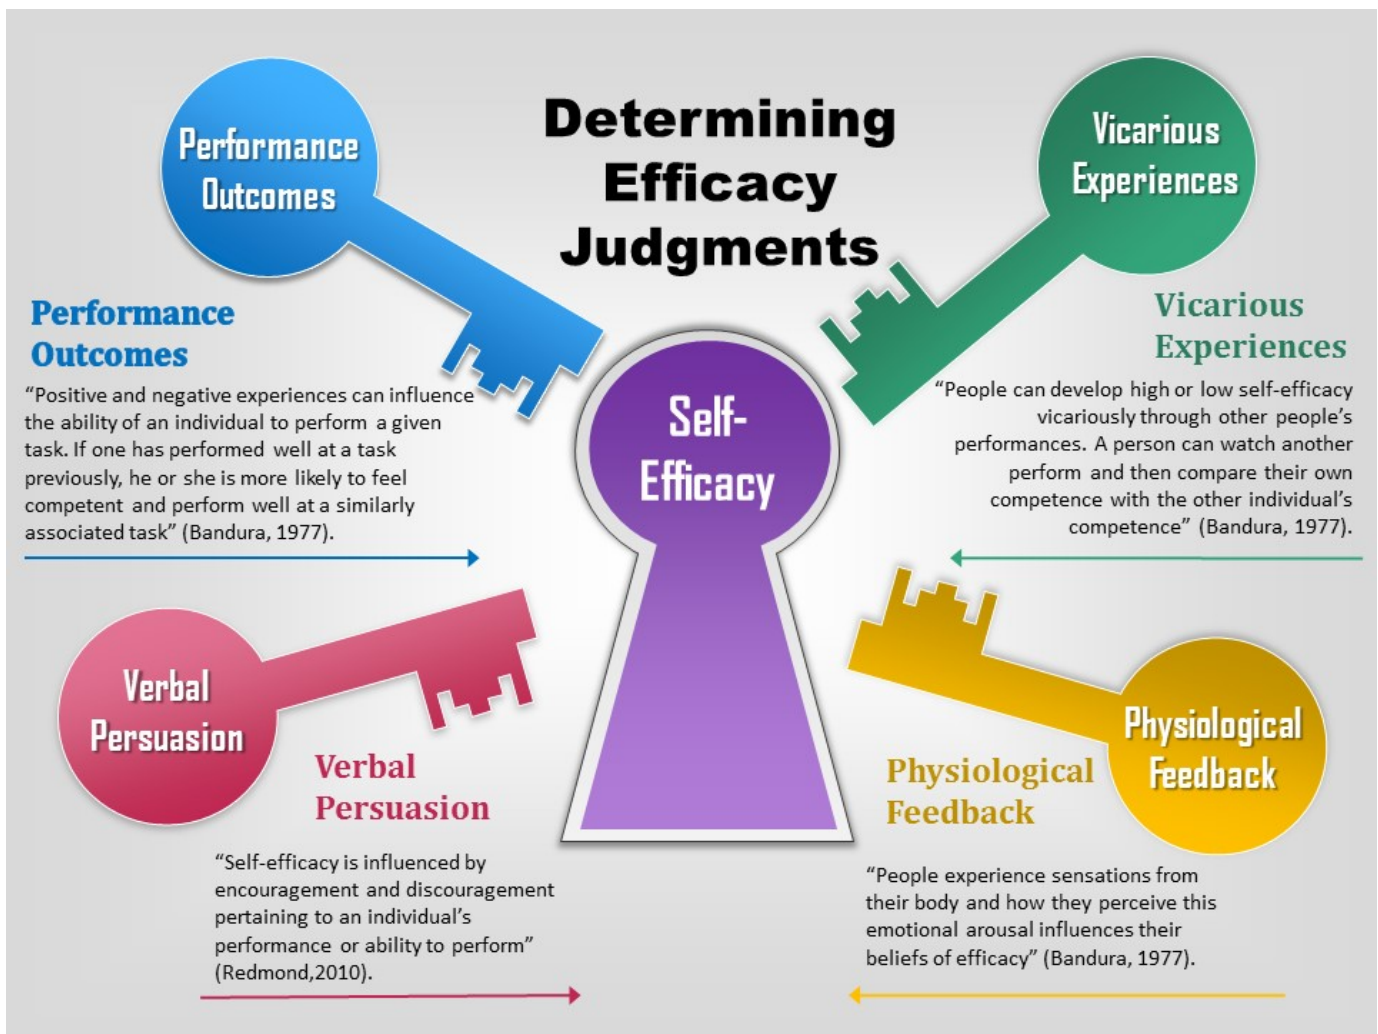 Determining
Efficacy
Judgments
Performance
Outcomes
Performance
Outcomes
“Positive and negative experiences can influence
the ability of an individual to perform a given
task. If one has performed well at a task
previously, he or she is more likely to feel
competent and perform well at a similarly
associated task” (Bandura, 1977).
Vicarious
Experiences
Vicarious
Experiences
“People can develop high or low self-efficacy
vicariously through other people’s
performances. A person can watch another
perform and then compare their own
competence with the other individual’s
competence” (Bandura, 1977).
Self-
Efficacy
Verbal
Persuasion
Verbal
Persuasion
“Self-efficacy is influenced by
encouragement and discouragement
pertaining to an individual’s
performance or ability to perform”
(Redmond,2010).
Physiological
Feedback
Physiological
Feedback
“People experience sensations from
their body and how they perceive this
emotional arousal influences their
beliefs of efficacy” (Bandura, 1977).